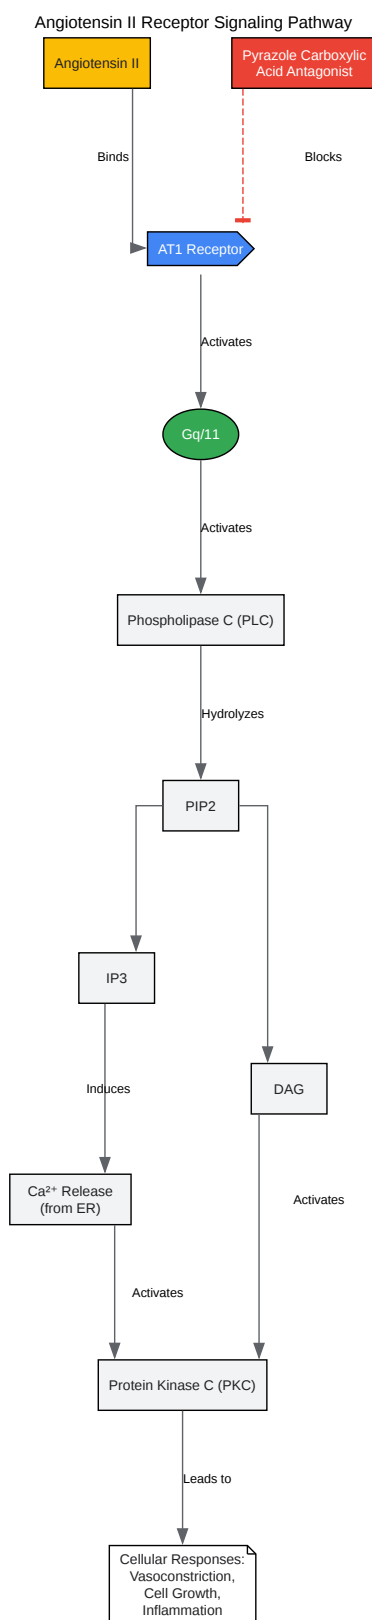 Angiotensin II Receptor Signaling Pathway
Angiotensin II
Pyrazole Carboxylic
Acid Antagonist
Binds
Blocks
AT1 Receptor
Activates
Gq/11
Activates
Phospholipase C (PLC)
Hydrolyzes
PIP2
IP3
Induces
DAG
Ca²⁺ Release
(from ER)
Activates
Activates
Protein Kinase C (PKC)
Leads to
Cellular Responses:
Vasoconstriction,
Cell Growth,
Inflammation